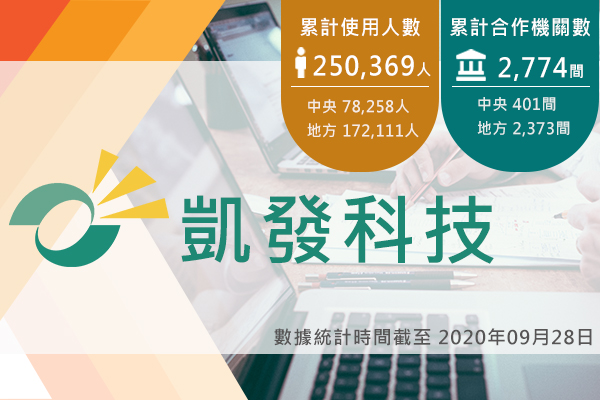 累計使用人數
250,369人
中央 78,258人
地方 172,111人
累計合作機關數
2,774間
中央 401間
地方 2,373間
凱發科技
數據統計時間截至 2020年09月28日